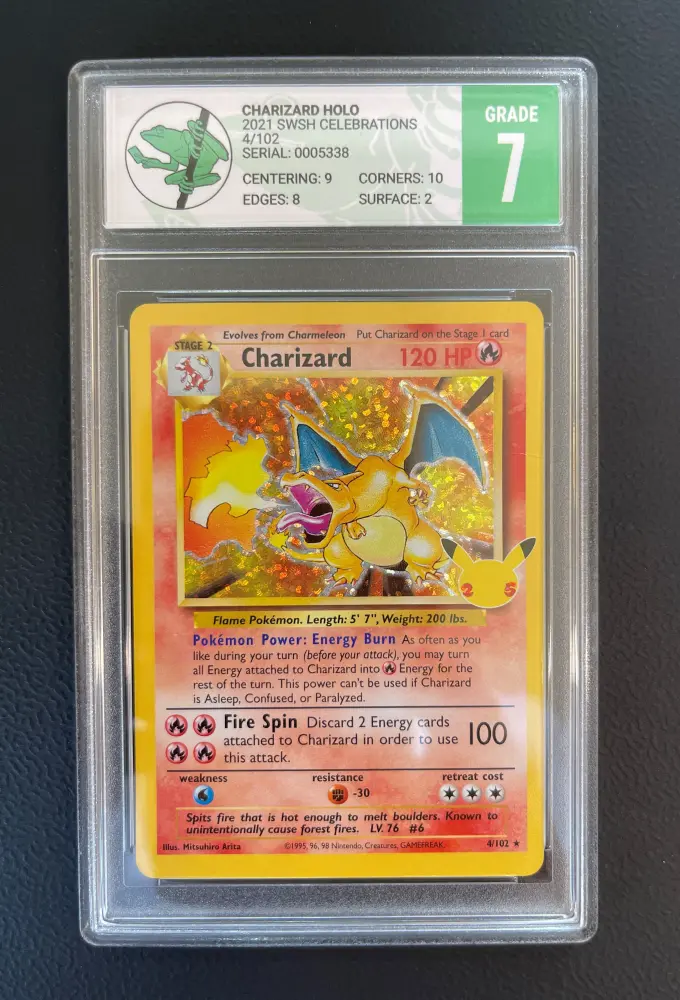 CHARIZARD HOLO
2021 SWSH CELEBRATIONS
4/102
SERIAL: 0005338
CENTERING: 9 CORNERS: 10
EDGES: 8 SURFACE: 2
GRADE
7
Evolves from Charmeleon Put Charizard on the Stage 1 card
STAGE 2
Charizard 120 HP
25
Flame Pokémon. Length: 5' 7", Weight: 200 lbs.
Pokémon Power: Energy Burn As often as you
like during your turn (before your attack), you may turn
all Energy attached to Charizard into Energy for the
rest of the turn. This power can't be used if Charizard
is Asleep, Confused, or Paralyzed.
Fire Spin Discard 2 Energy cards
attached to Charizard in order to use 100
this attack.
weakness resistance retreat cost
-30
Spits fire that is hot enough to melt boulders. Known to
unintentionally cause forest fires. LV. 76 #6
Illus. Mitsuhiro Arita ©1995, 96, 98 Nintendo, Creatures, GAMEFREAK. 4/102 ★